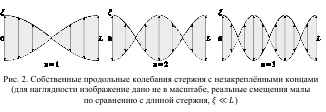 ξ ξ ξ
0 L 0 L 0 L
n = 1 n = 2 n = 3
Рис. 2. Собственные продольные колебания стержня с незакреплёнными концами
(для наглядности изображение дано не в масштабе, реальные смещения малы
по сравнению с длиной стержня, ξ ≪ L)